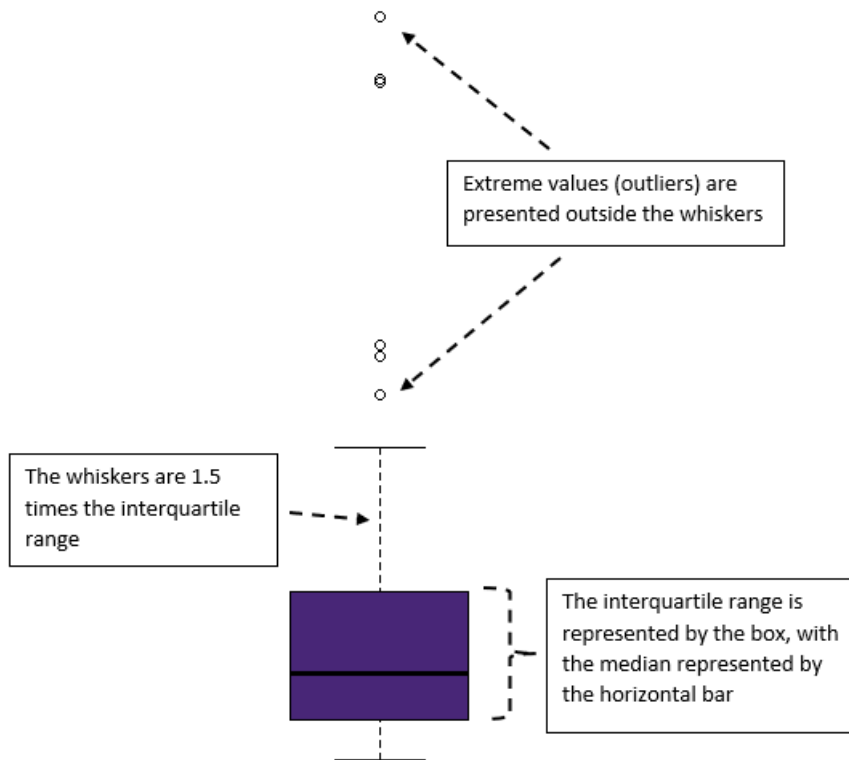 Extreme values (outliers) are
presented outside the whiskers
The whiskers are 1.5
times the interquartile
range
The interquartile range is
represented by the box, with
the median represented by
the horizontal bar